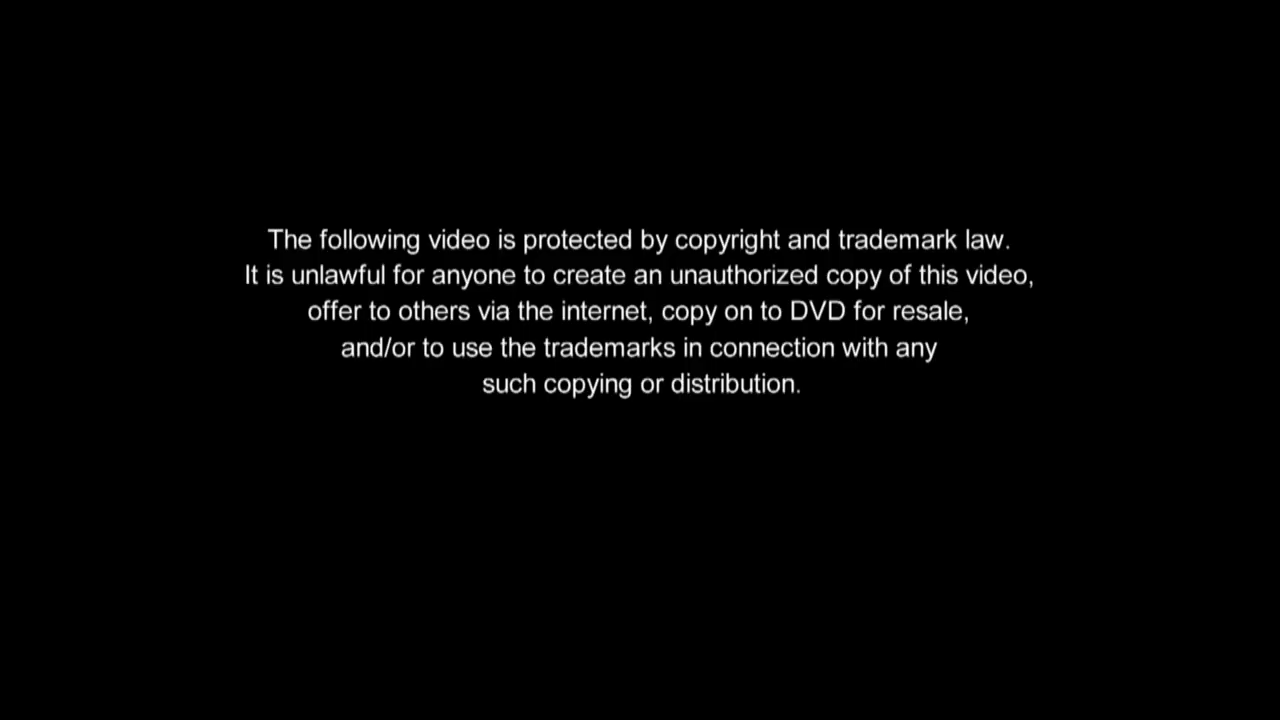 The following video is protected by copyright and trademark law.
It is unlawful for anyone to create an unauthorized copy of this video,
offer to others via the internet, copy on to DVD for resale,
and/or to use the trademarks in connection with any
such copying or distribution.